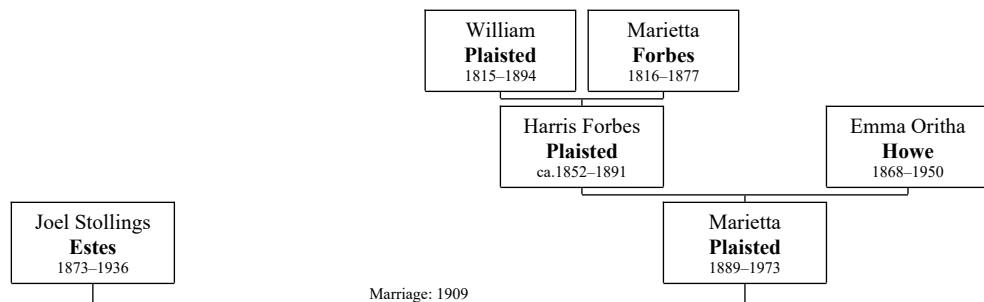 William
Plaisted
1815–1894
Marietta
Forbes
1816–1877
Harris Forbes
Plaisted
ca.1852–1891
Emma Oritha
Howe
1868–1950
Joel Stollings
Estes
1873–1936
Marietta
Plaisted
1889–1973
Marriage: 1909